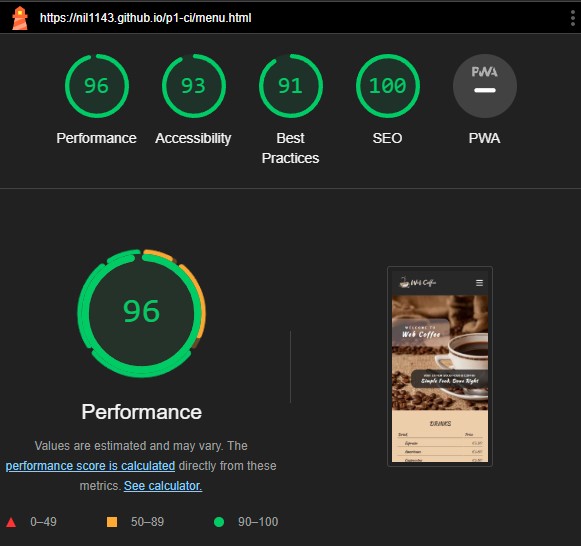 https://nil1143.github.io/p1-ci/menu.html
96
93
91
100
PWA
Performance
Accessibility
Best
Practices
SEO
PWA
96
Performance
Values are estimated and may vary. The
performance score is calculated directly from these
metrics. See calculator.
0–49
50–89
90–100
Web Coffee
WELCOME TO
Web Coffee
Simple Food, Done Right
DRINKS
Price
Espresso